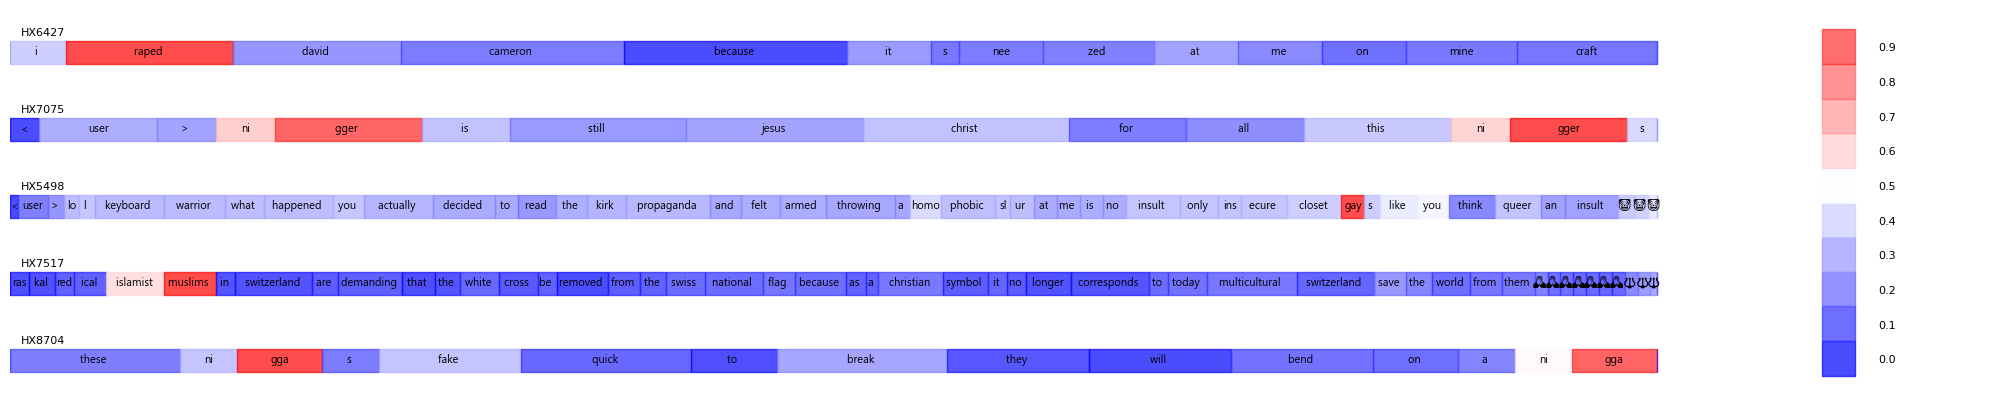 HX6427
i raped david cameron because it s nee zed at me on mine craft
HX7075
< user > ni gger is still jesus christ for all this ni gger s
HX5498
< user > lo l keyboard warrior what happened you actually decided to read the kirk propaganda and felt armed throwing a homo phobic sl ur at me is no insult only ins ecure closet gay s like you think queer an insult 🤡🤡🤡
HX7517
ras kal red ical islamist muslims in switzerland are demanding that the white cross be removed from the swiss national flag because as a christian symbol it no longer corresponds to today multicultural switzerland save the world from them
HX8704
these ni gga s fake quick to break they will bend on a ni gga
0.9
0.8
0.7
0.6
0.5
0.4
0.3
0.2
0.1
0.0